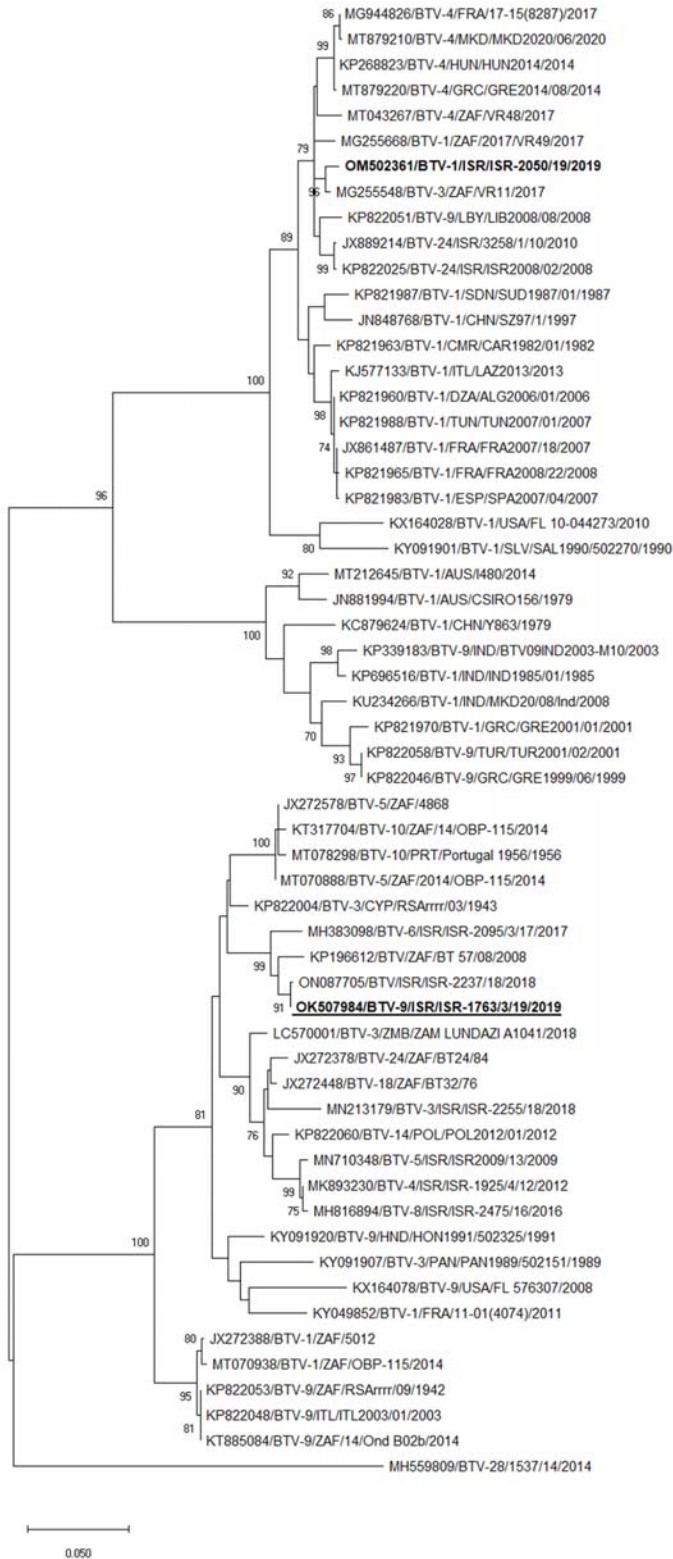 86
MG944826/BTV-4/FRA/17-15(8287)/2017
MT879210/BTV-4/MKD/MKD2020/06/2020
99
KP268823/BTV-4/HUN/HUN2014/2014
MT879220/BTV-4/GRC/GRE2014/08/2014
MT043267/BTV-4/ZAF/VR48/2017
MG255668/BTV-1/ZAF/2017/VR49/2017
79
OM502361/BTV-1/ISR/ISR-2050/19/2019
96
MG255548/BTV-3/ZAF/VR11/2017
KP822051/BTV-9/LBY/LIB2008/08/2008
89
JX889214/BTV-24/ISR/3258/1/10/2010
99
KP822025/BTV-24/ISR/ISR2008/02/2008
KP821987/BTV-1/SDN/SUD1987/01/1987
JN848768/BTV-1/CHN/SZ97/1/1997
KP821963/BTV-1/CMR/CAR1982/01/1982
100
KJ577133/BTV-1/ITL/LAZ2013/2013
KP821960/BTV-1/DZA/ALG2006/01/2006
98
KP821988/BTV-1/TUN/TUN2007/01/2007
74
JX861487/BTV-1/FRA/FRA2007/18/2007
KP821965/BTV-1/FRA/FRA2008/22/2008
96
KP821983/BTV-1/ESP/SPA2007/04/2007
KX164028/BTV-1/USA/FL 10-044273/2010
80
KY091901/BTV-1/SLV/SAL1990/502270/1990
92
MT212645/BTV-1/AUS/I480/2014
JN881994/BTV-1/AUS/CSIRO156/1979
100
KC879624/BTV-1/CHN/Y863/1979
98
KP339183/BTV-9/IND/BTV09IND2003-M10/2003
KP696516/BTV-1/IND/IND1985/01/1985
KU234266/BTV-1/IND/MKD20/08/Ind/2008
70
KP821970/BTV-1/GRC/GRE2001/01/2001
93
KP822058/BTV-9/TUR/TUR2001/02/2001
97
KP822046/BTV-9/GRC/GRE1999/06/1999
JX272578/BTV-5/ZAF/4868
KT317704/BTV-10/ZAF/14/OBP-115/2014
100
MT078298/BTV-10/PRT/Portugal 1956/1956
MT070888/BTV-5/ZAF/2014/OBP-115/2014
KP822004/BTV-3/CYP/RSArrrr/03/1943
MH383098/BTV-6/ISR/ISR-2095/3/17/2017
99
KP196612/BTV/ZAF/BT 57/08/2008
ON087705/BTV/ISR/ISR-2237/18/2018
91
OK507984/BTV-9/ISR/ISR-1763/3/19/2019
LC570001/BTV-3/ZMB/ZAM LUNDAZI A1041/2018
JX272378/BTV-24/ZAF/BT24/84
90
JX272448/BTV-18/ZAF/BT32/76
MN213179/BTV-3/ISR/ISR-2255/18/2018
81
76
KP822060/BTV-14/POL/POL2012/01/2012
MN710348/BTV-5/ISR/ISR2009/13/2009
99
MK893230/BTV-4/ISR/ISR-1925/4/12/2012
75
MH816894/BTV-8/ISR/ISR-2475/16/2016
KY091920/BTV-9/HND/HON1991/502325/1991
100
KY091907/BTV-3/PAN/PAN1989/502151/1989
KX164078/BTV-9/USA/FL 576307/2008
KY049852/BTV-1/FRA/11-01(4074)/2011
80
JX272388/BTV-1/ZAF/5012
MT070938/BTV-1/ZAF/OBP-115/2014
95
KP822053/BTV-9/ZAF/RSArrrr/09/1942
KP822048/BTV-9/ITL/ITL2003/01/2003
81
KT885084/BTV-9/ZAF/14/Ond B02b/2014
MH559809/BTV-28/1537/14/2014
0.050